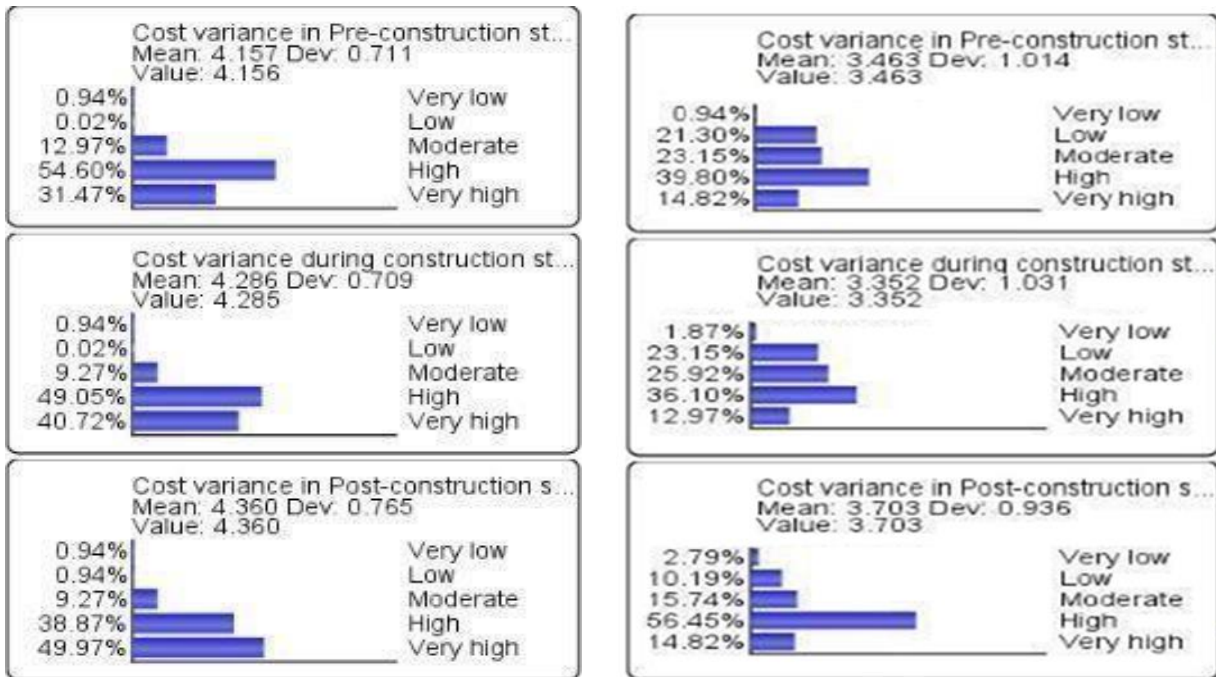 Cost variance in Pre-construction st...
Mean: 4.157 Dev: 0.711
Value: 4.156
0.94% Very low
0.02% Low
12.97% Moderate
54.60% High
31.47% Very high
Cost variance during construction st...
Mean: 4.286 Dev: 0.709
Value: 4.285
0.94% Very low
0.02% Low
9.27% Moderate
49.05% High
40.72% Very high
Cost variance in Post-construction s...
Mean: 4.360 Dev: 0.765
Value: 4.360
0.94% Very low
0.94% Low
9.27% Moderate
38.87% High
49.97% Very high
Cost variance in Pre-construction st...
Mean: 3.463 Dev: 1.014
Value: 3.463
0.94% Very low
21.30% Low
23.15% Moderate
39.80% High
14.82% Very high
Cost variance during construction st...
Mean: 3.352 Dev: 1.031
Value: 3.352
1.87% Very low
23.15% Low
25.92% Moderate
36.10% High
12.97% Very high
Cost variance in Post-construction s...
Mean: 3.703 Dev: 0.936
Value: 3.703
2.79% Very low
10.19% Low
15.74% Moderate
56.45% High
14.82% Very high